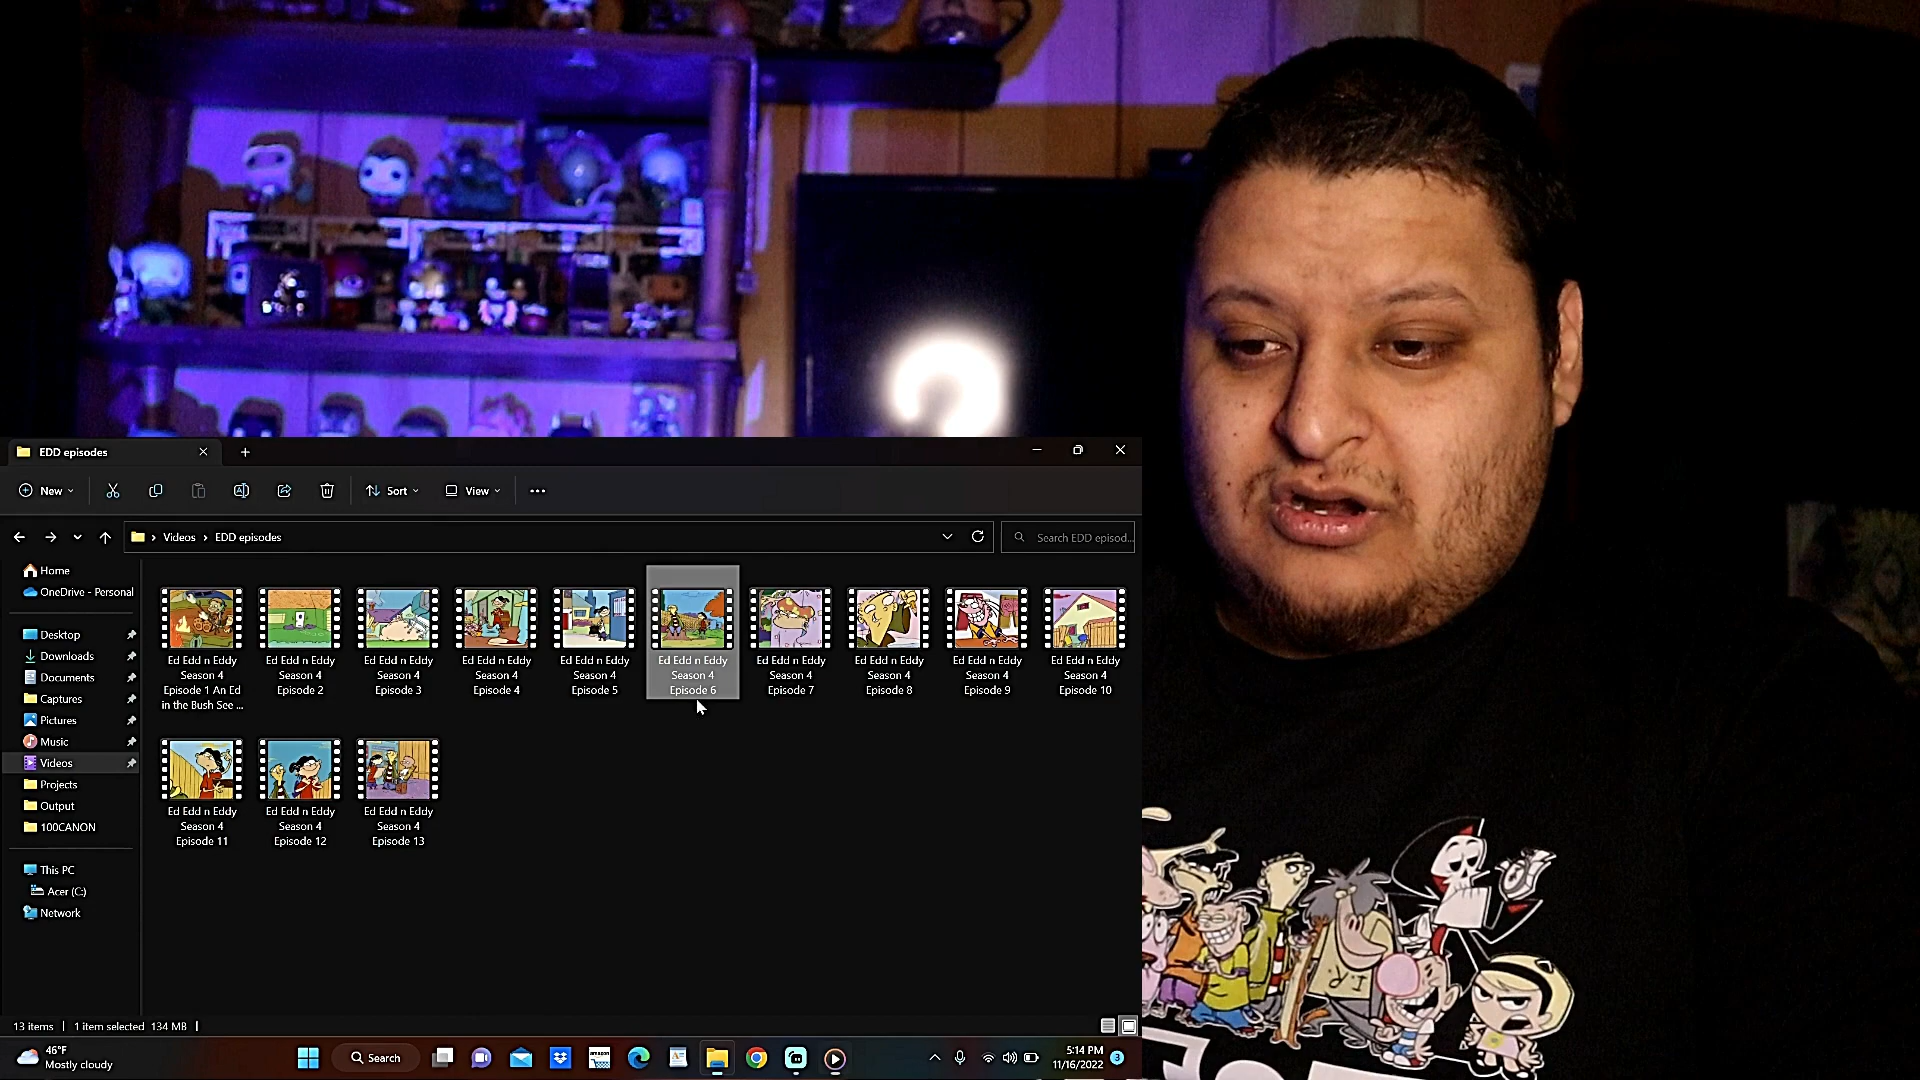 EDD episodes
New
Sort
View
Videos
EDD episodes
Search EDD episod...
Home
OneDrive - Personal
Desktop
Downloads
Documents
Captures
Pictures
Music
Videos
Projects
Output
100CANON
This PC
Acer (C:)
Network
Ed Edd n Eddy
Season 4
Episode 1 An Ed
in the Bush See ...
Ed Edd n Eddy
Season 4
Episode 2
Ed Edd n Eddy
Season 4
Episode 3
Ed Edd n Eddy
Season 4
Episode 4
Ed Edd n Eddy
Season 4
Episode 5
Ed Edd n Eddy
Season 4
Episode 6
Ed Edd n Eddy
Season 4
Episode 7
Ed Edd n Eddy
Season 4
Episode 8
Ed Edd n Eddy
Season 4
Episode 9
Ed Edd n Eddy
Season 4
Episode 10
Ed Edd n Eddy
Season 4
Episode 11
Ed Edd n Eddy
Season 4
Episode 12
Ed Edd n Eddy
Season 4
Episode 13
13 items
1 item selected 134 MB
46°F
Mostly cloudy
Search
amazon
5:14 PM
11/16/2022
3